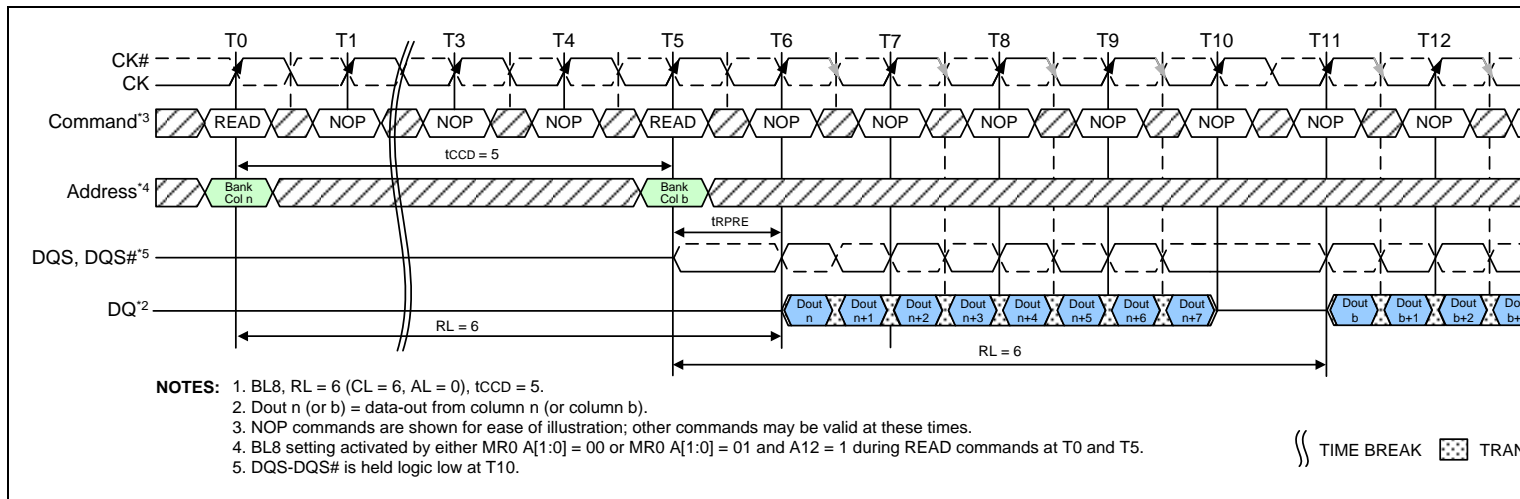 T0 T1 T3 T4 T5 T6 T7 T8 T9 T10 T11 T12
CK#
CK
Command*3 READ NOP NOP NOP READ NOP NOP NOP NOP NOP NOP NOP
tCCD = 5
Address*4 Bank Col n Bank Col b
tRPRE
DQS, DQS#*5
DQ*2 Dout n Dout n+1 Dout n+2 Dout n+3 Dout n+4 Dout n+5 Dout n+6 Dout n+7 Dout b Dout b+1 Dout b+2
RL = 6
RL = 6
NOTES: 1. BL8, RL = 6 (CL = 6, AL = 0), tCCD = 5.
2. Dout n (or b) = data-out from column n (or column b).
3. NOP commands are shown for ease of illustration; other commands may be valid at these times.
4. BL8 setting activated by either MR0 A[1:0] = 00 or MR0 A[1:0] = 01 and A12 = 1 during READ commands at T0 and T5.
5. DQS-DQS# is held logic low at T10.
TIME BREAK